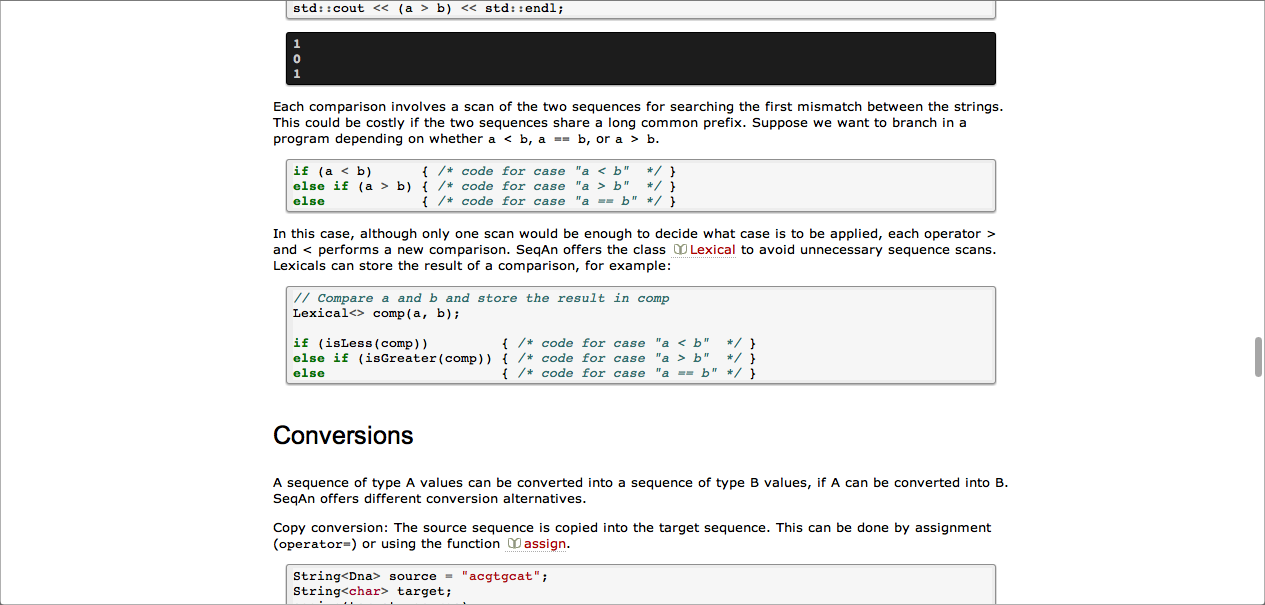 std::cout << (a > b) << std::endl;
1
0
1
Each comparison involves a scan of the two sequences for searching the first mismatch between the strings.
This could be costly if the two sequences share a long common prefix. Suppose we want to branch in a
program depending on whether a < b, a == b, or a > b.
if (a < b)      { /* code for case "a < b"  */ }
else if (a > b) { /* code for case "a > b"  */ }
else            { /* code for case "a == b" */ }
In this case, although only one scan would be enough to decide what case is to be applied, each operator >
and < performs a new comparison. SeqAn offers the class Lexical to avoid unnecessary sequence scans.
Lexicals can store the result of a comparison, for example:
// Compare a and b and store the result in comp
Lexical<> comp(a, b);
if (isLess(comp))         { /* code for case "a < b"  */ }
else if (isGreater(comp)) { /* code for case "a > b"  */ }
else                      { /* code for case "a == b" */ }
Conversions
A sequence of type A values can be converted into a sequence of type B values, if A can be converted into B.
SeqAn offers different conversion alternatives.
Copy conversion: The source sequence is copied into the target sequence. This can be done by assignment
(operator=) or using the function assign.
String<Dna> source = "acgtgcat";
String<char> target;